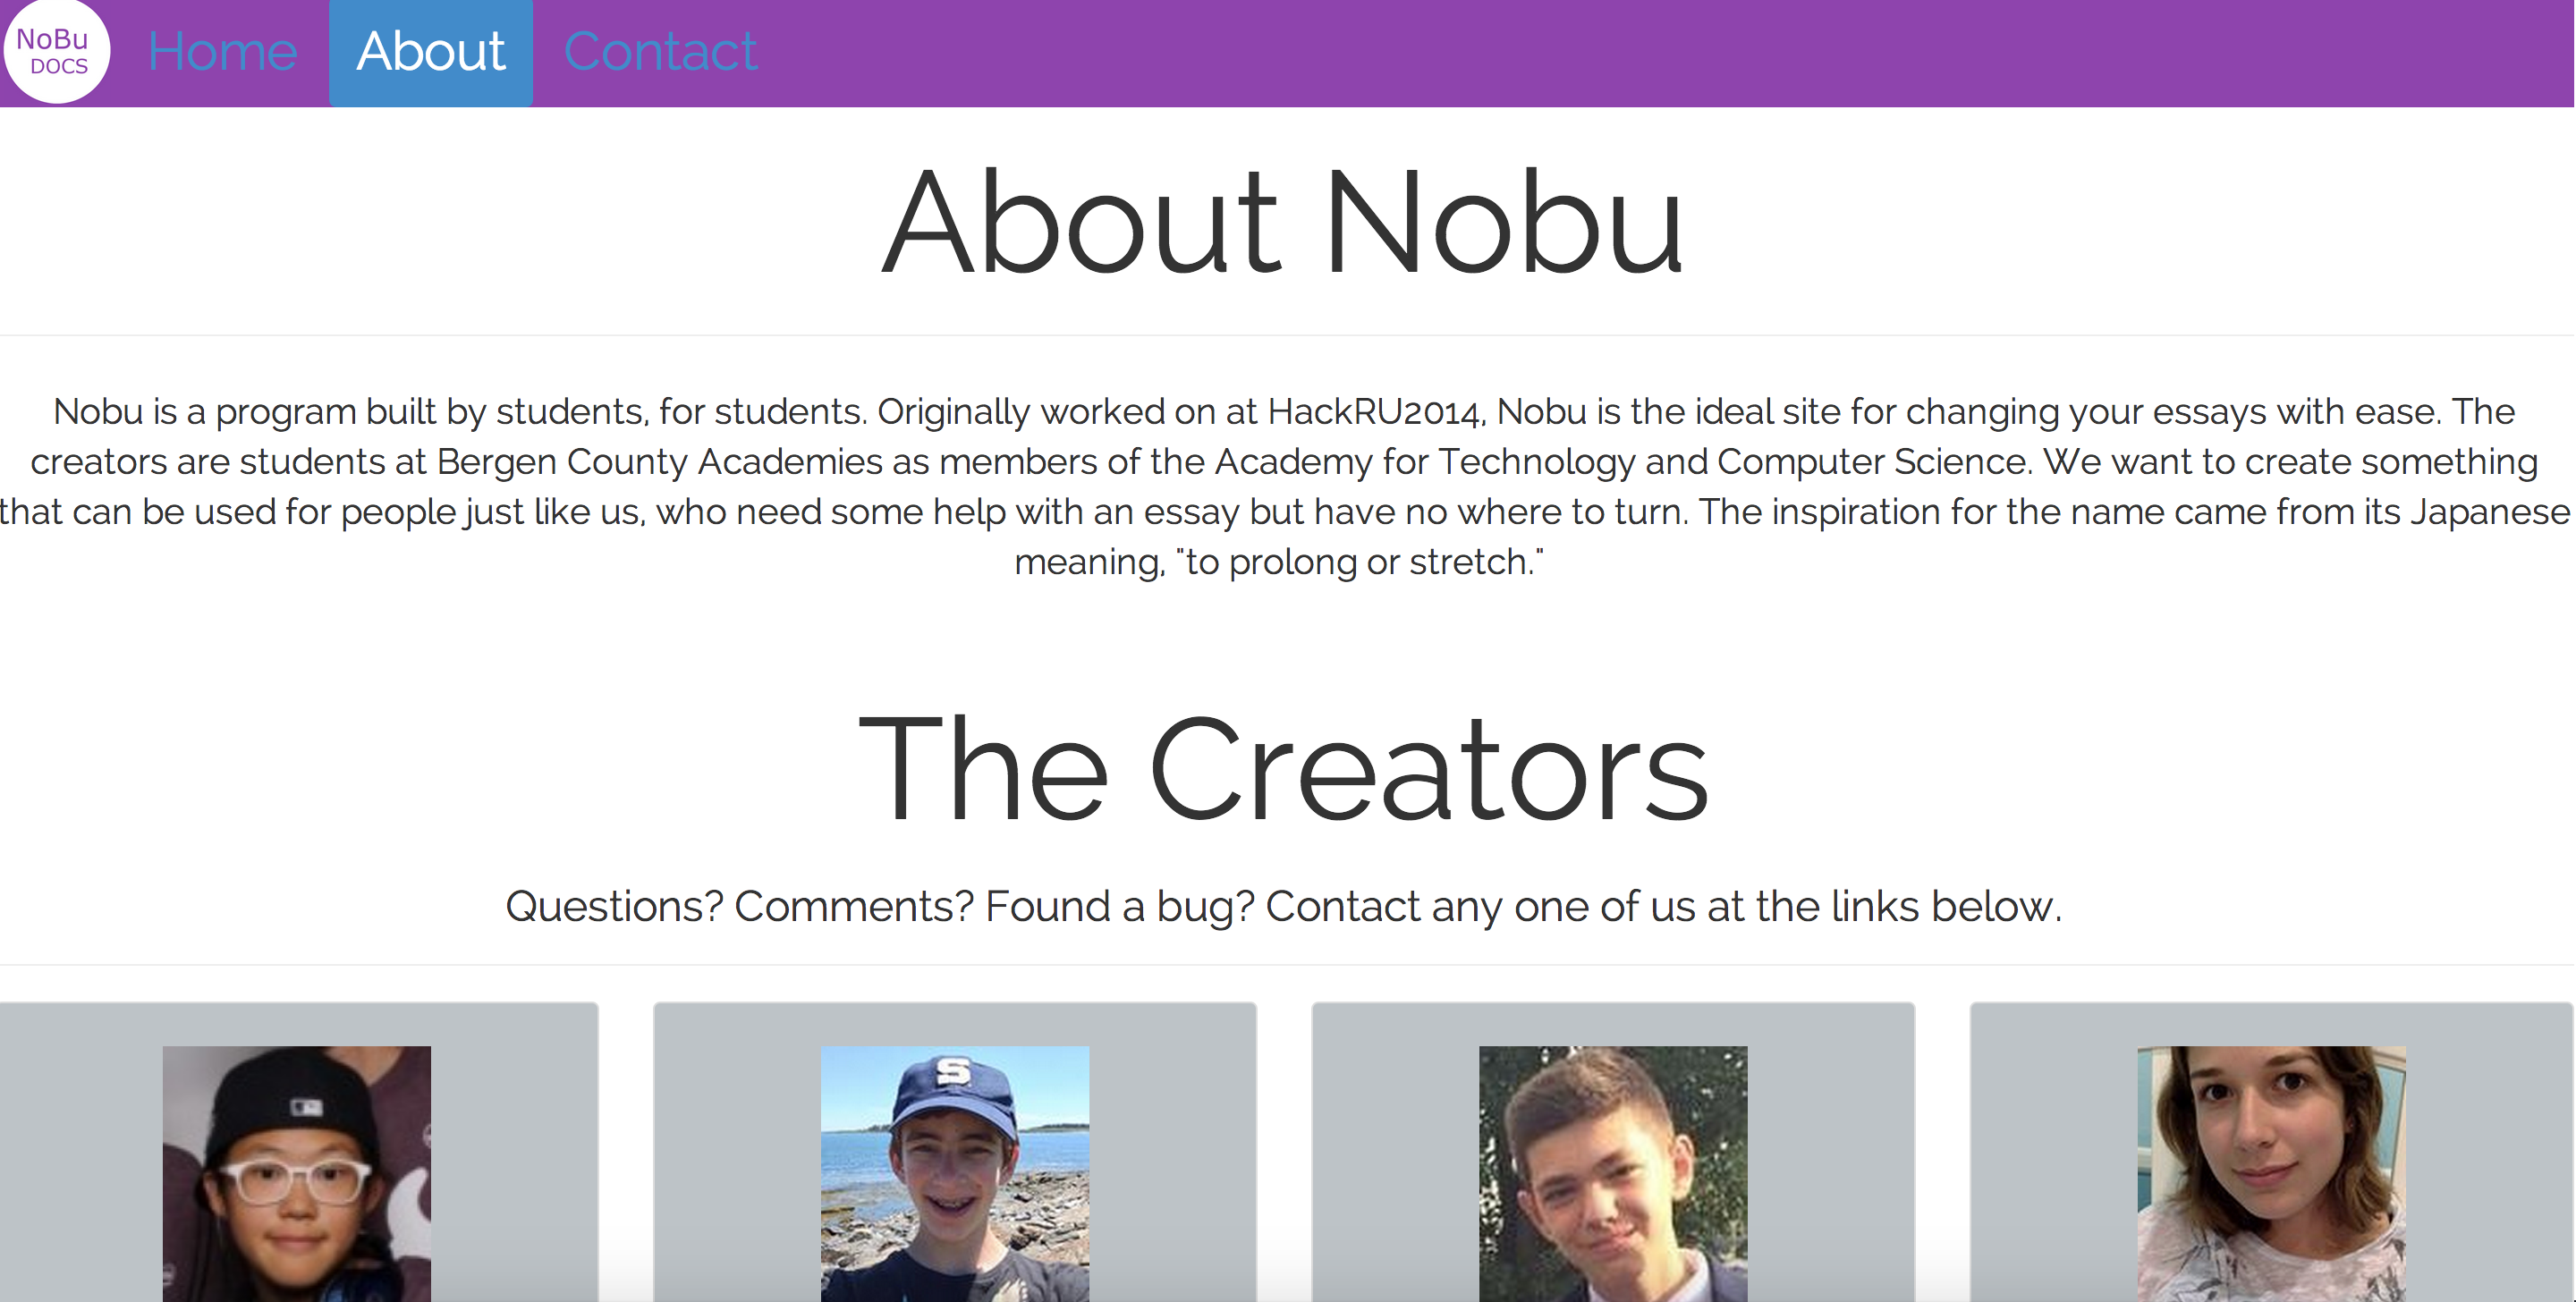 NoBu
DOCS
Home About Contact
About Nobu
Nobu is a program built by students, for students. Originally worked on at HackRU2014, Nobu is the ideal site for changing your essays with ease. The
creators are students at Bergen County Academies as members of the Academy for Technology and Computer Science. We want to create something
that can be used for people just like us, who need some help with an essay but have no where to turn. The inspiration for the name came from its Japanese
meaning, "to prolong or stretch."
The Creators
Questions? Comments? Found a bug? Contact any one of us at the links below.
S